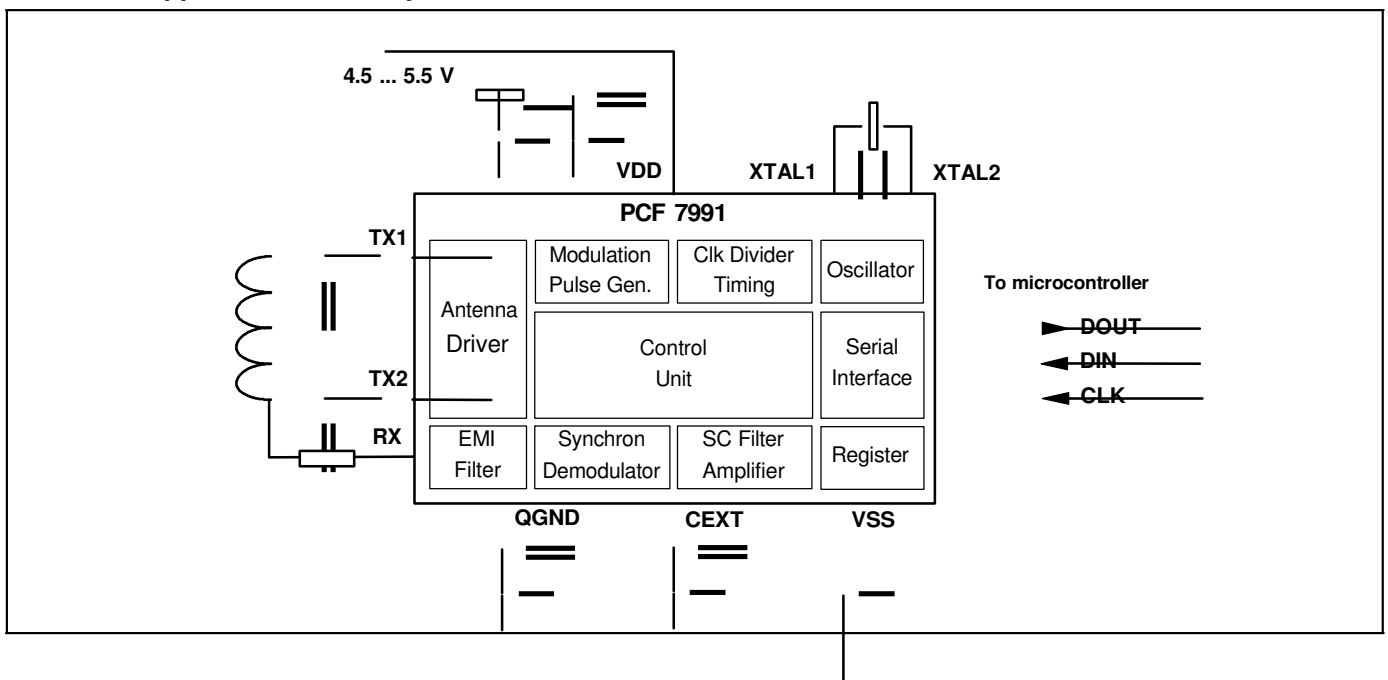 4.5 ... 5.5 V
VDD
XTAL1
XTAL2
PCF 7991
TX1
Modulation
Pulse Gen.
Clk Divider
Timing
Oscillator
To microcontroller
Antenna
Driver
Control
Unit
Serial
Interface
DOUT
DIN
CLK
TX2
RX
EMI
Filter
Synchron
Demodulator
SC Filter
Amplifier
Register
QGND
CEXT
VSS